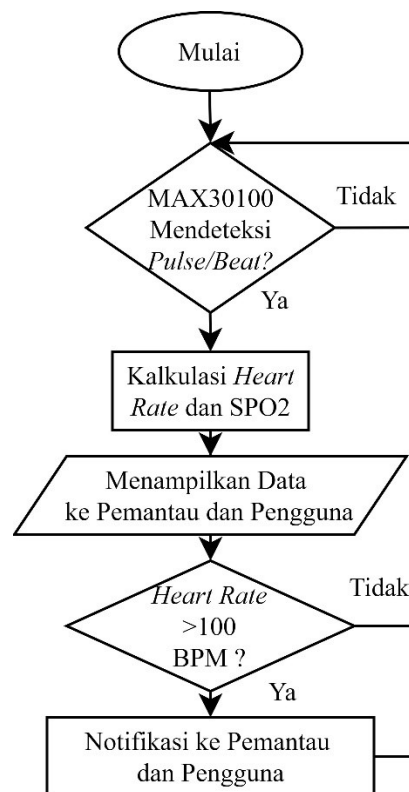 Mulai
MAX30100
Mendeteksi
Pulse/Beat?
Tidak
Ya
Kalkulasi Heart
Rate dan SPO2
Menampilkan Data
ke Pemantau dan Pengguna
Heart Rate
>100
BPM ?
Tidak
Ya
Notifikasi ke Pemantau
dan Pengguna